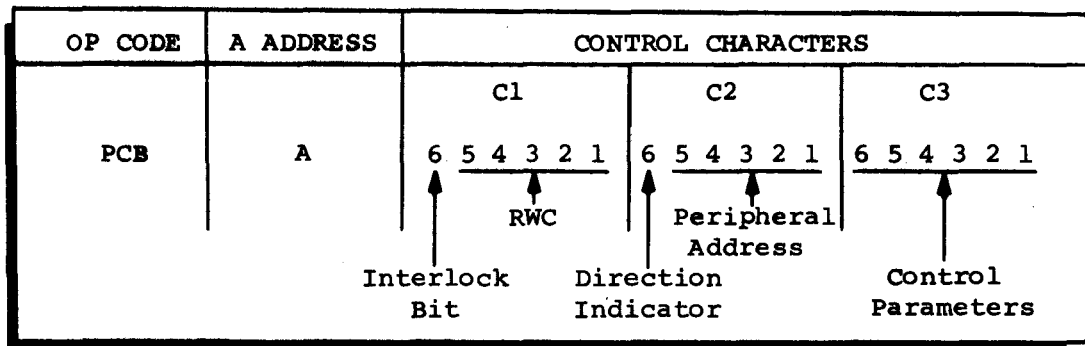 OP CODE A ADDRESS CONTROL CHARACTERS
C1 C2 C3
PCB A 6 5 4 3 2 1 6 5 4 3 2 1 6 5 4 3 2 1
RWC Peripheral
Address
Interlock Direction Control
Bit Indicator Parameters